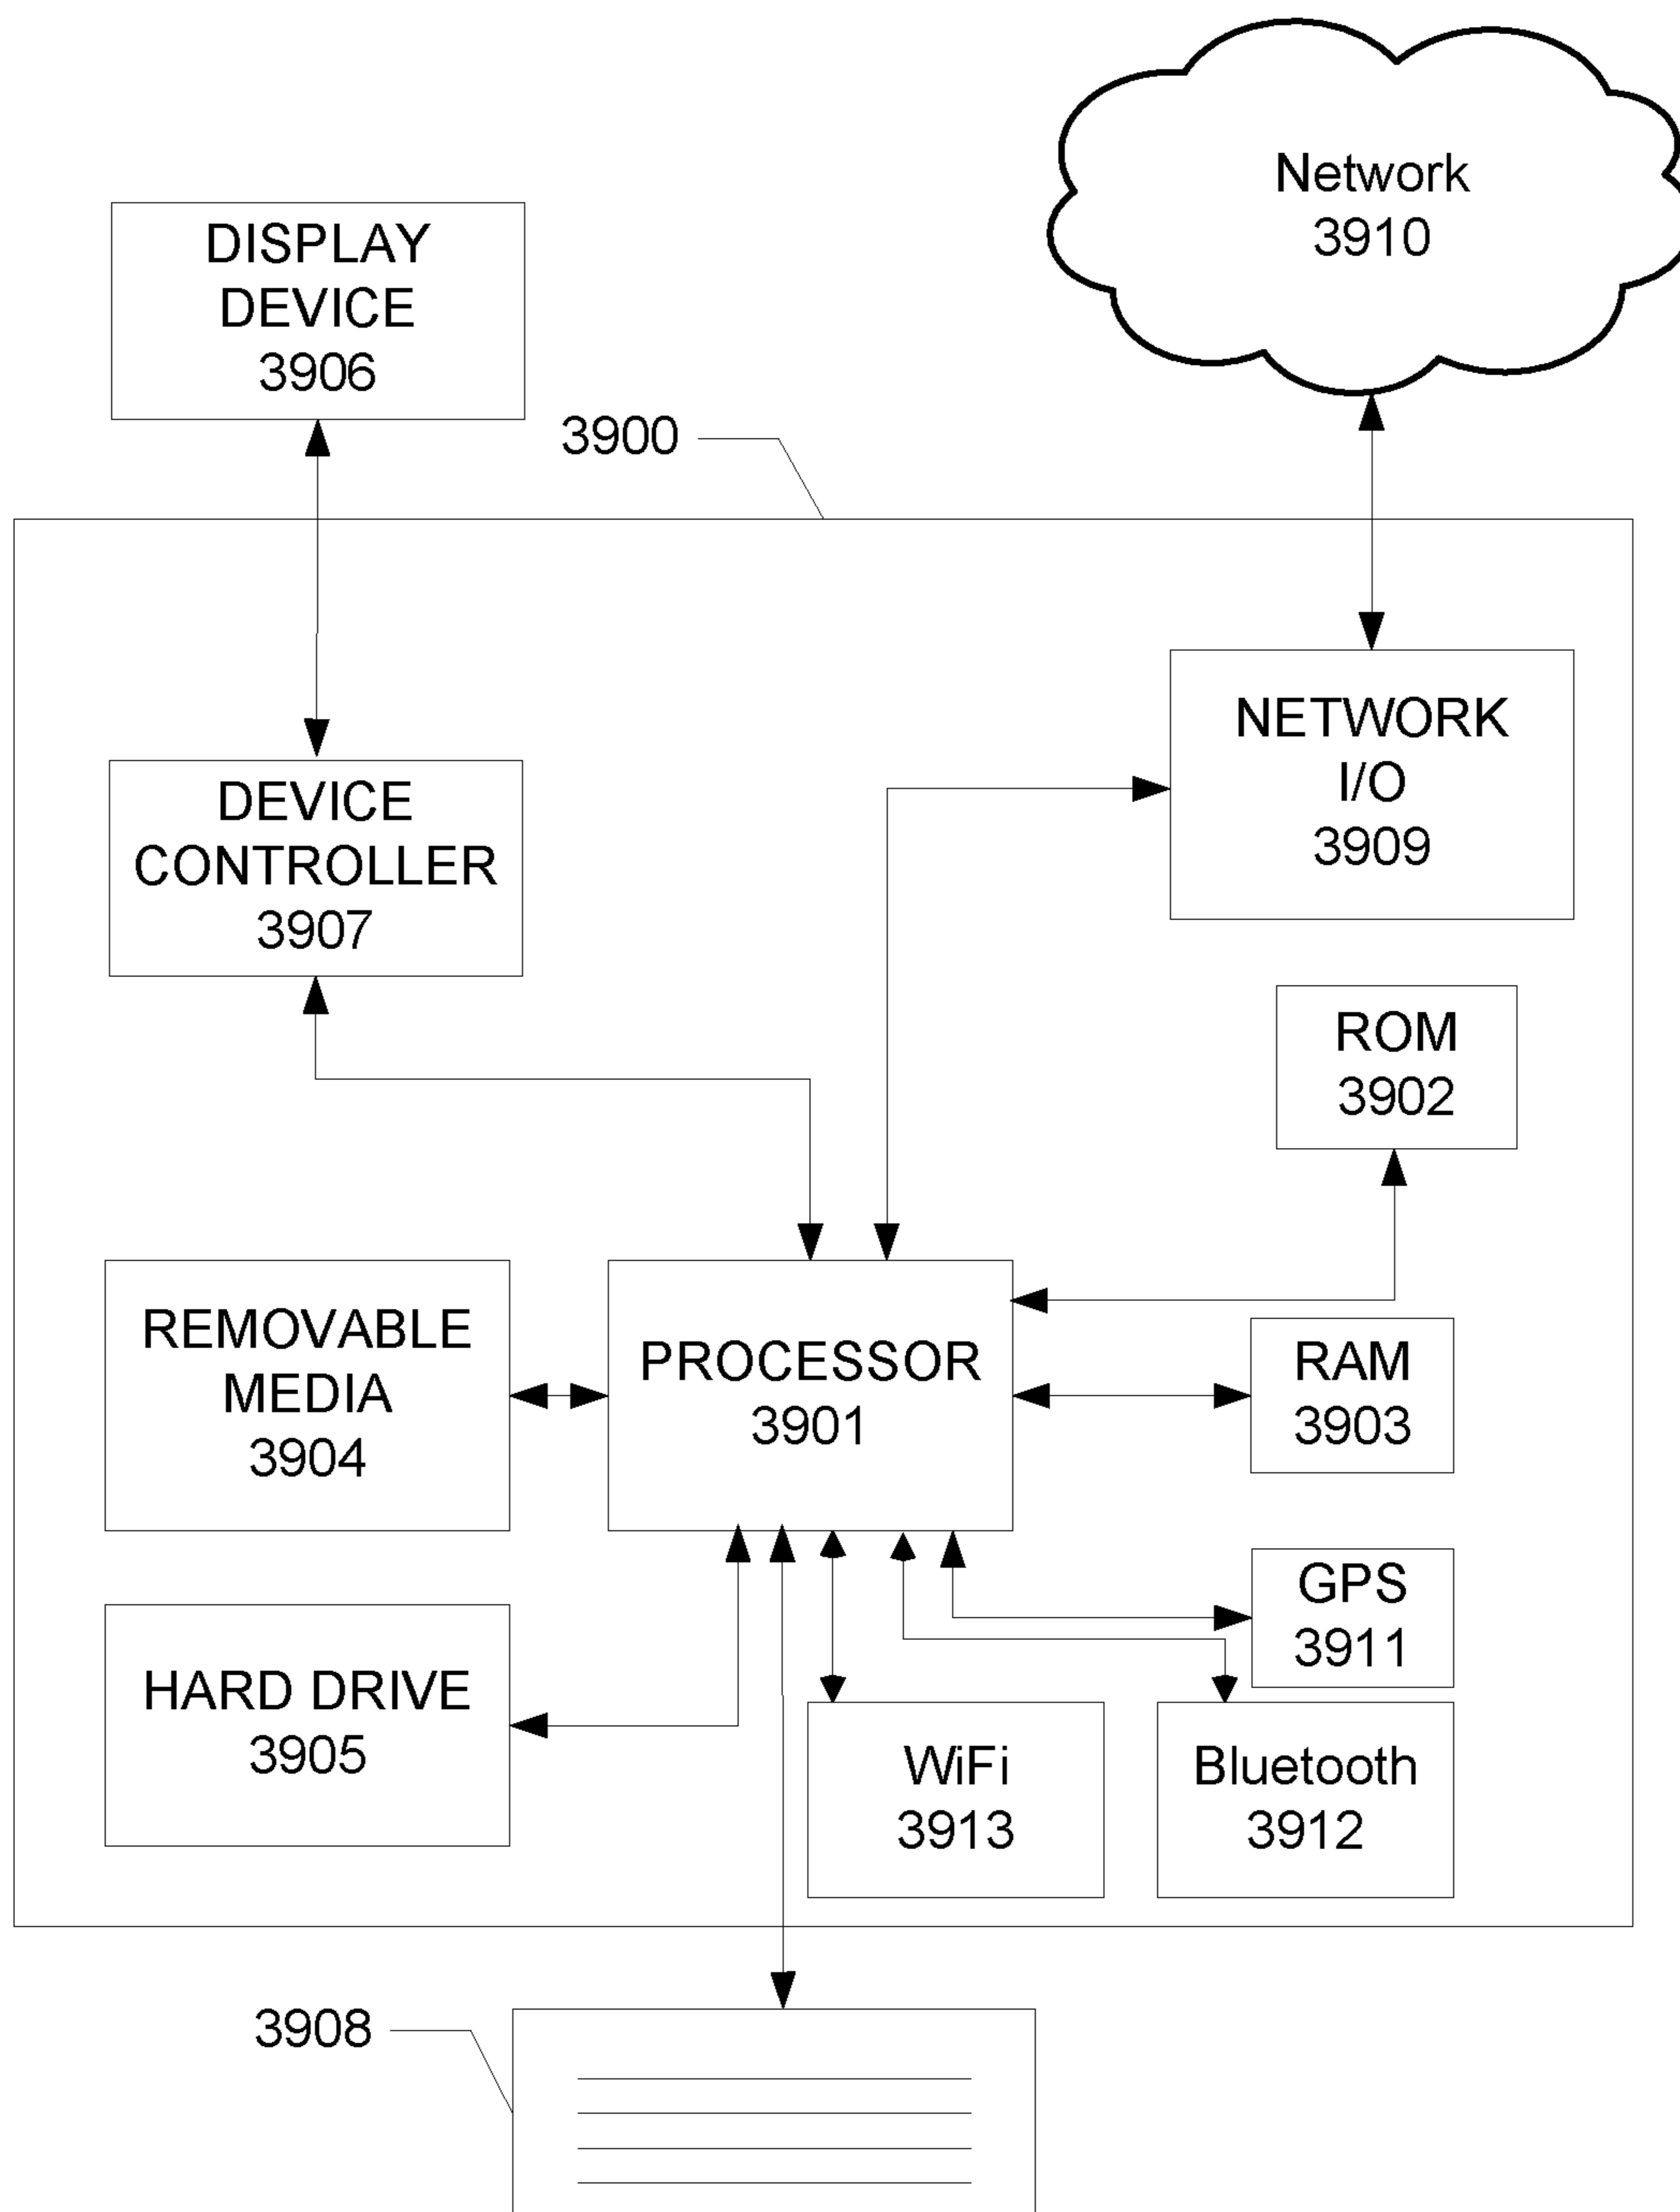 Network
3910
DISPLAY
DEVICE
3906
3900
NETWORK
I/O
3909
DEVICE
CONTROLLER
3907
ROM
3902
REMOVABLE
MEDIA
3904
PROCESSOR
3901
RAM
3903
GPS
3911
HARD DRIVE
3905
WiFi
3913
Bluetooth
3912
3908